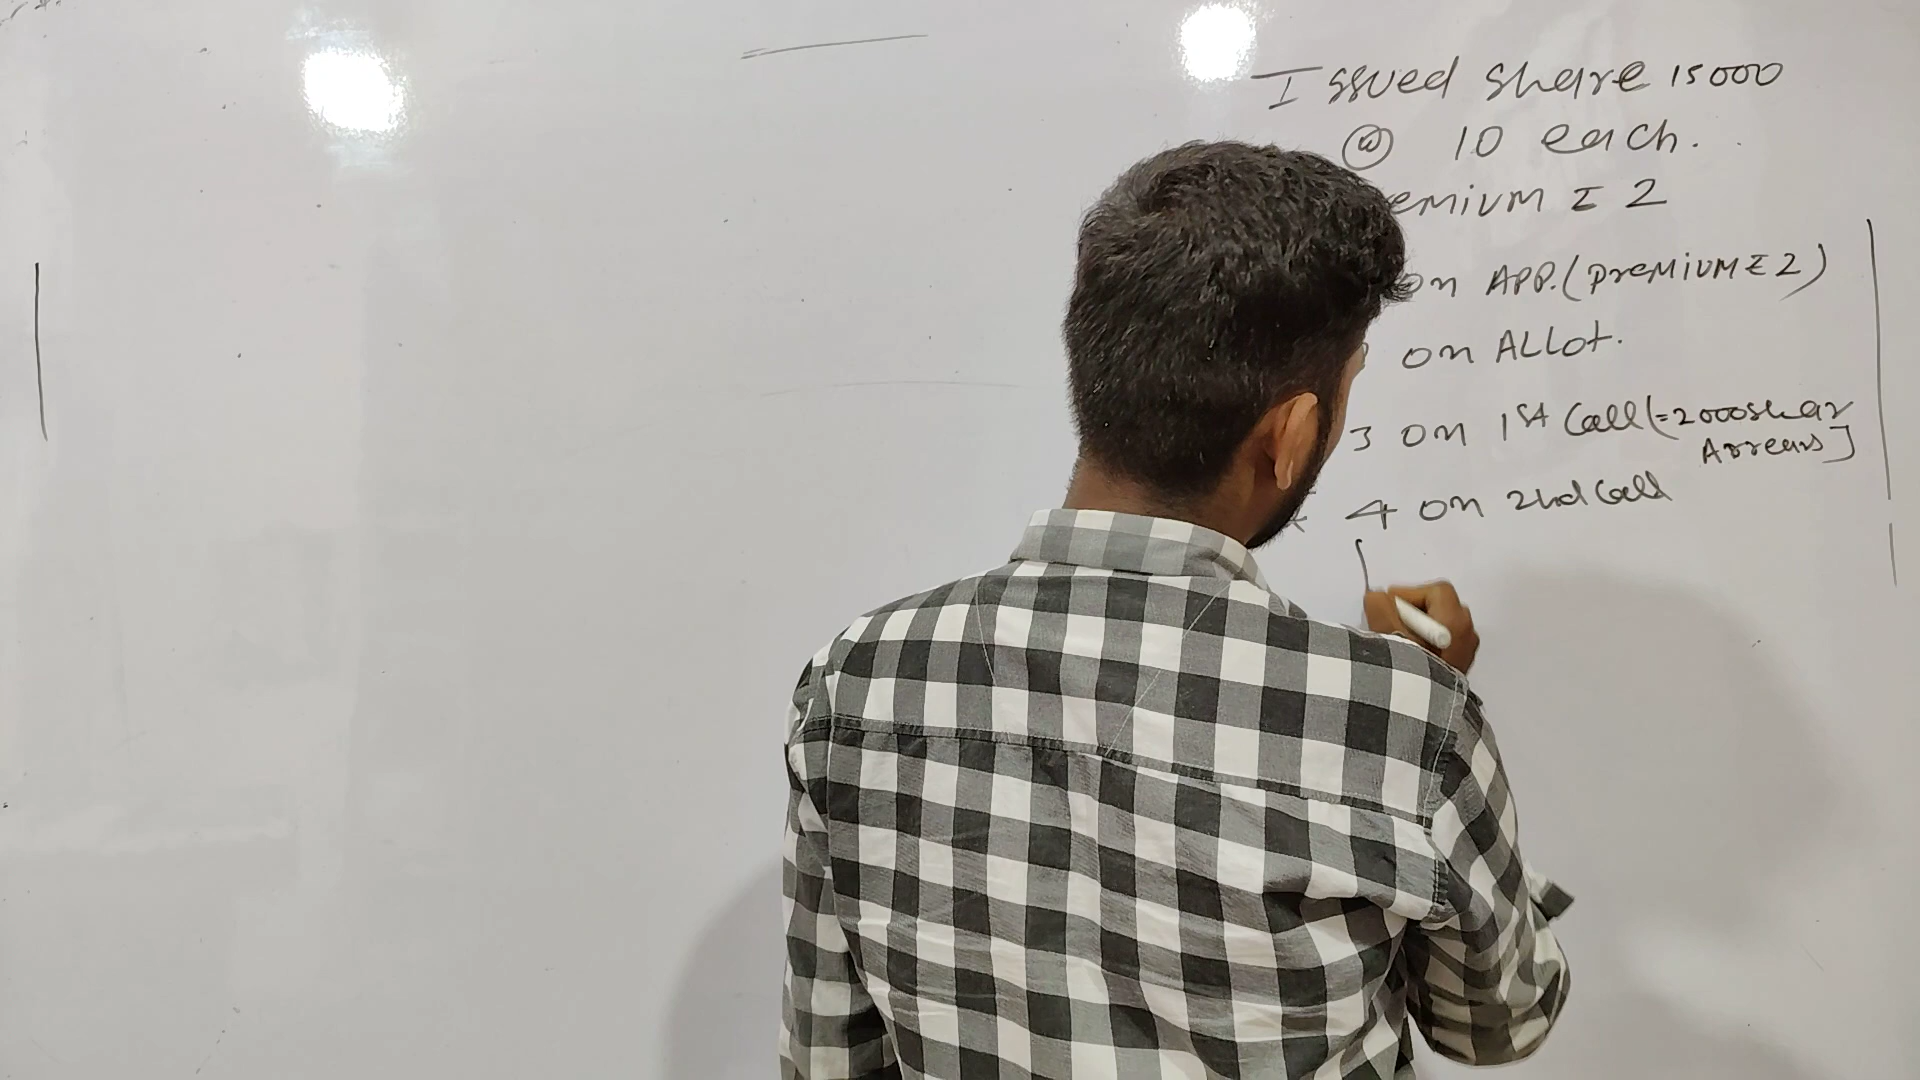 Issued share 15000
@ 10 each.
emium ₹ 2
on APP. (premium ₹ 2)
on Allot.
3 on 1st Call (=2000 shar
Arrears]
4 on 2nd Call